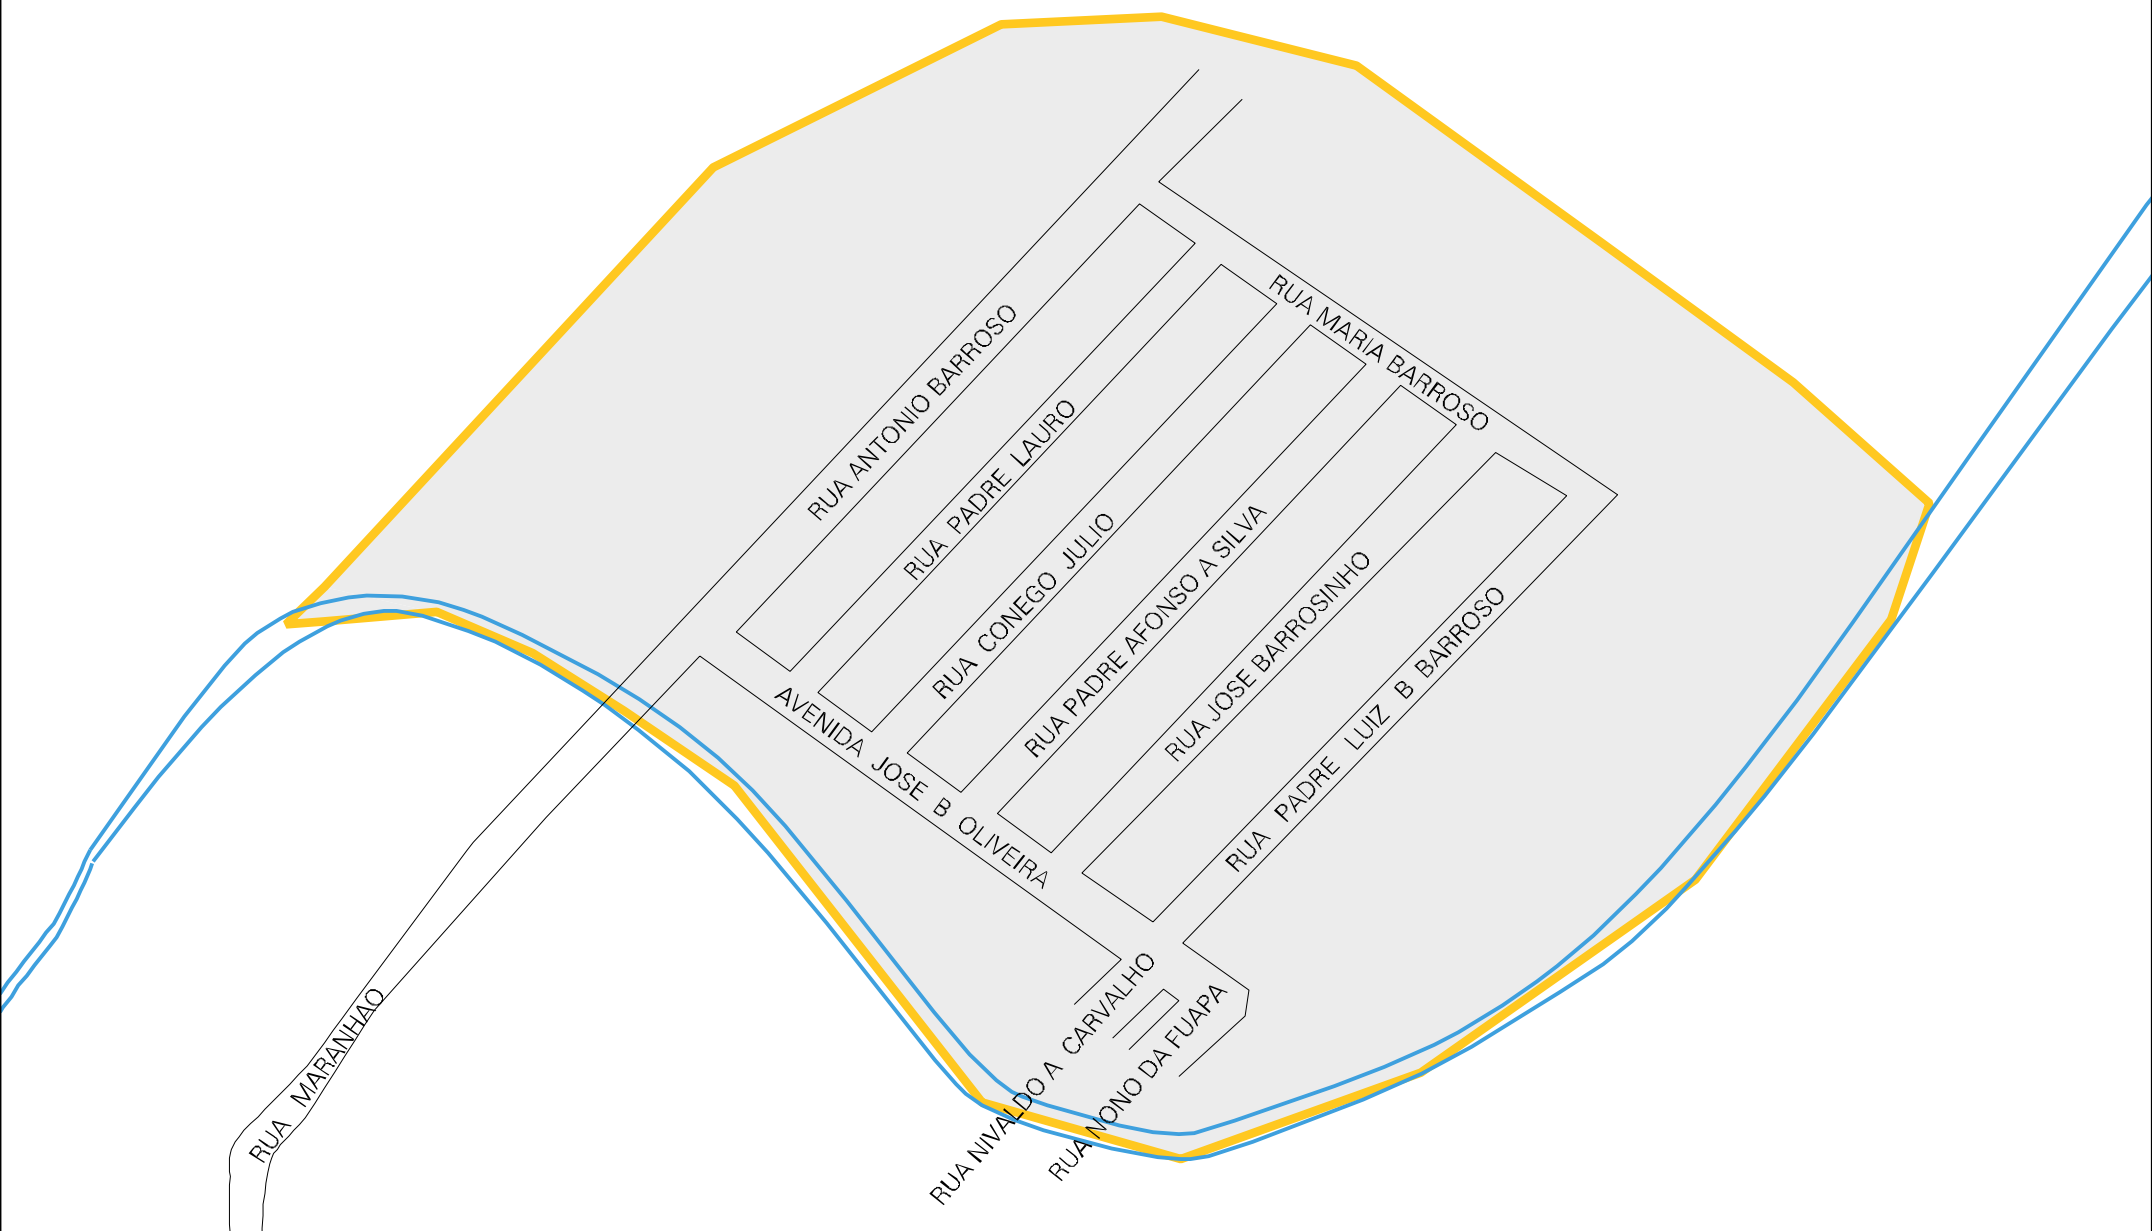 RUA MARIA BARROSO
RUA ANTONIO BARROSO
RUA PADRE LAURO
RUA CONEGO JULIO
RUA PADRE AFONSO A SILVA
RUA JOSE BARROSINHO
RUA PADRE LUIZ B BARROSO
AVENIDA JOSE B OLIVEIRA
RUA NIVALDO A CARVALHO
RUA NONO DA FUAPA
RUA MARANHAO